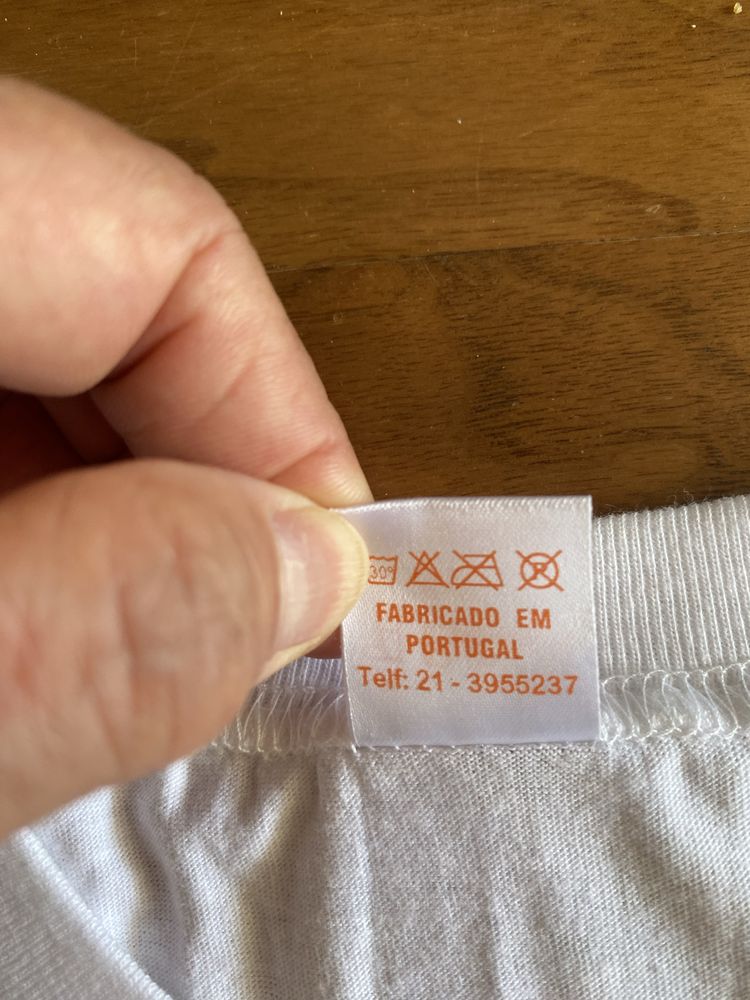 30°
FABRICADO EM
PORTUGAL
Telf: 21 - 3955237